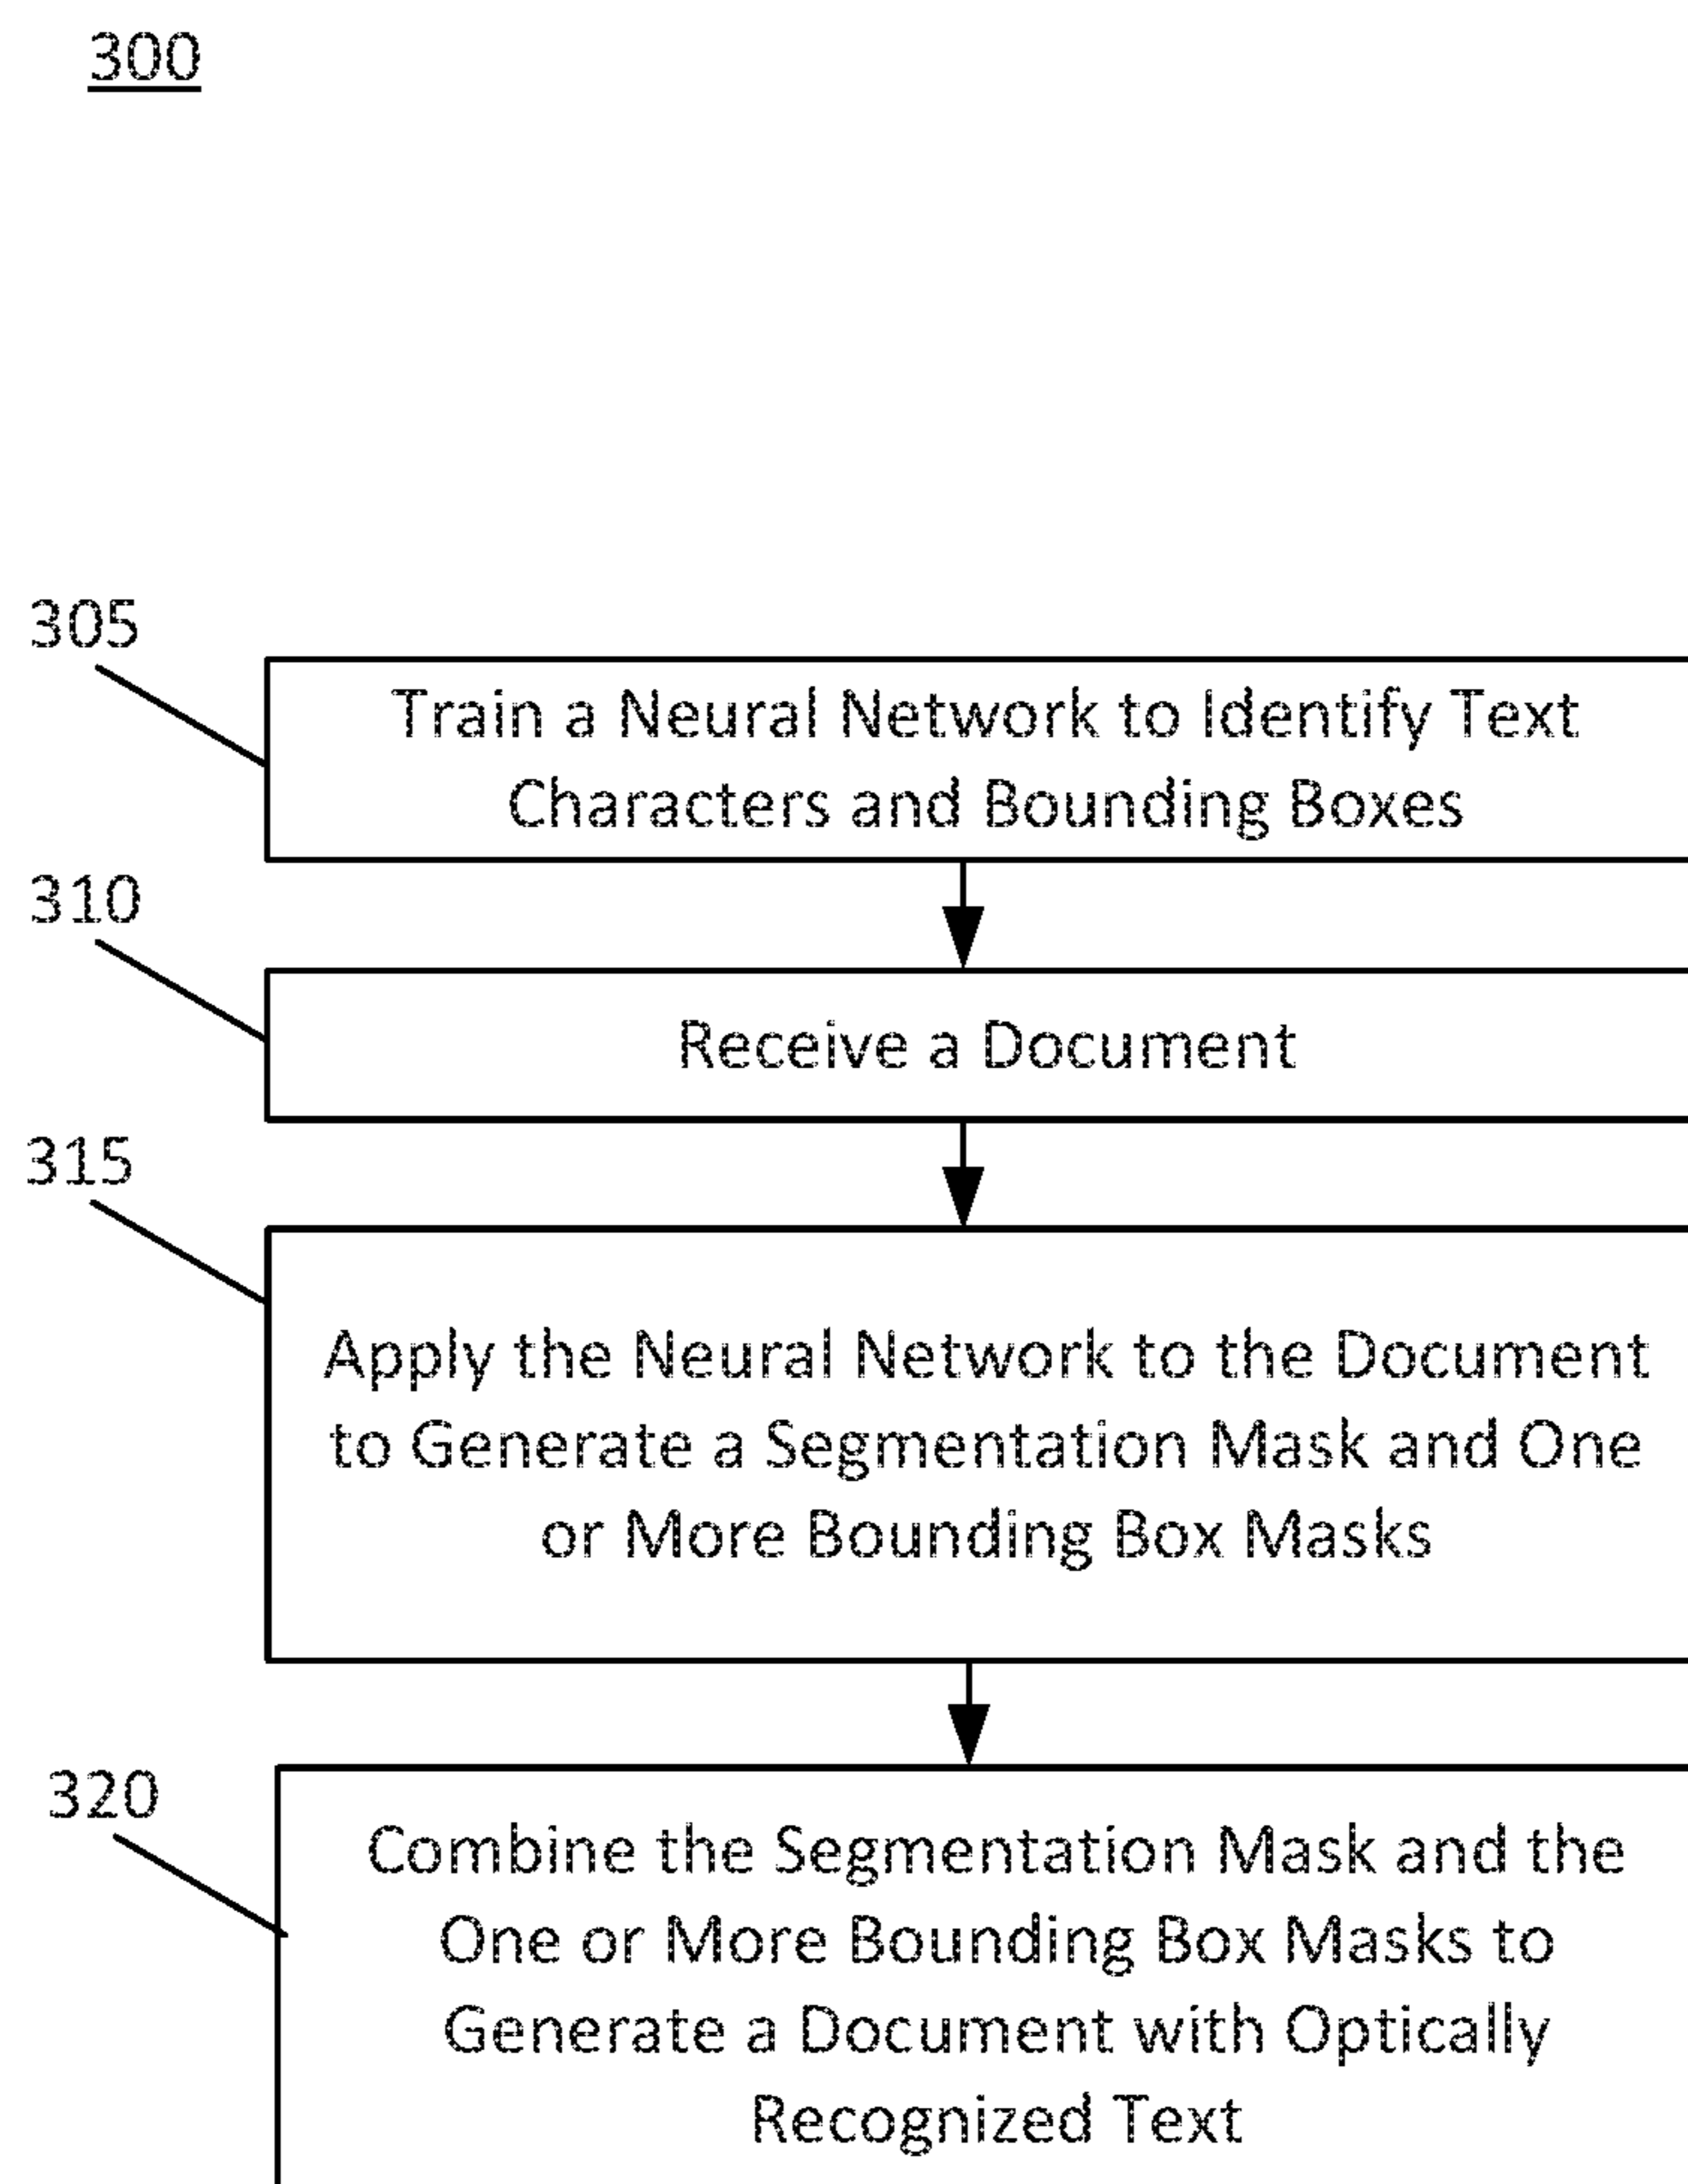 300
305
Train a Neural Network to Identify Text
Characters and Bounding Boxes
310
Receive a Document
315
Apply the Neural Network to the Document
to Generate a Segmentation Mask and One
or More Bounding Box Masks
320
Combine the Segmentation Mask and the
One or More Bounding Box Masks to
Generate a Document with Optically
Recognized Text